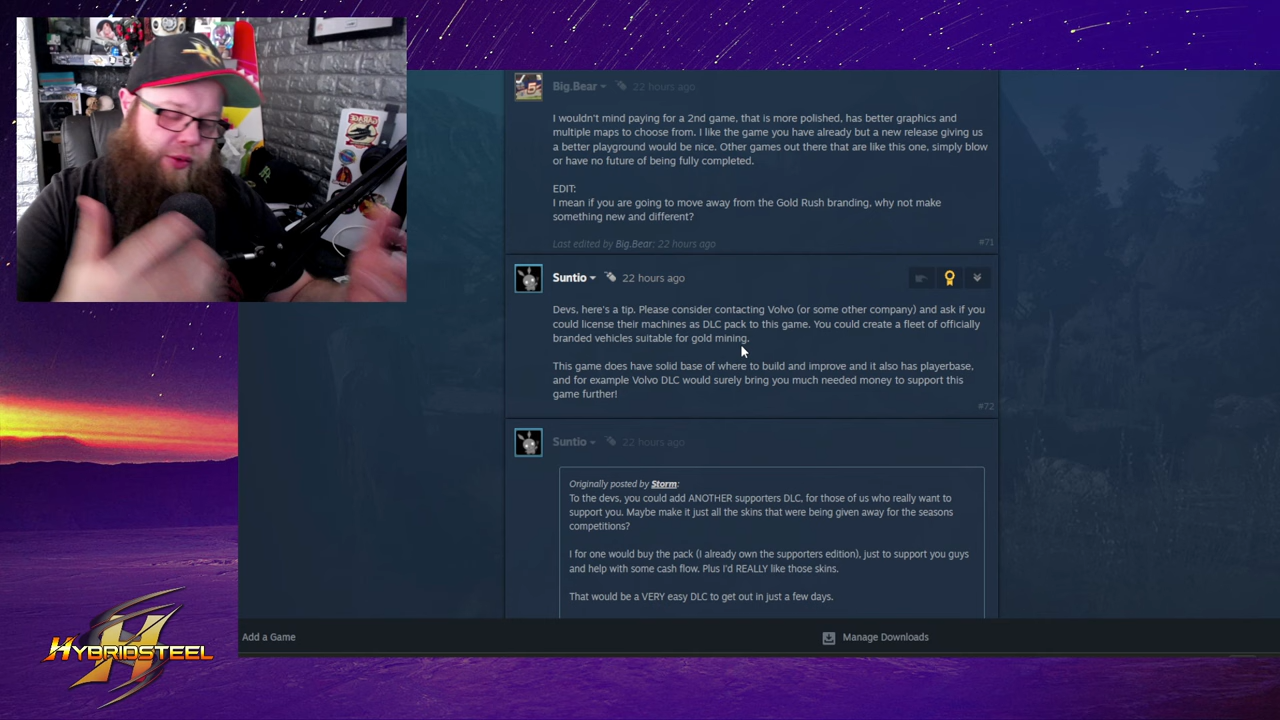 Big.Bear 22 hours ago
I wouldn't mind paying for a 2nd game, that is more polished, has better graphics and
multiple maps to choose from. I like the game you have already but a new release giving us
a better playground would be nice. Other games out there that are like this one, simply blow
or have no future of being fully completed.
EDIT:
I mean if you are going to move away from the Gold Rush branding, why not make
something new and different?
Last edited by Big.Bear; 22 hours ago
#71
Suntio 22 hours ago
Devs, here's a tip. Please consider contacting Volvo (or some other company) and ask if you
could license their machines as DLC pack to this game. You could create a fleet of officially
branded vehicles suitable for gold mining.
This game does have solid base of where to build and improve and it also has playerbase,
and for example Volvo DLC would surely bring you much needed money to support this
game further!
#72
Suntio 22 hours ago
Originally posted by Storm:
To the devs, you could add ANOTHER supporters DLC, for those of us who really want to
support you. Maybe make it just all the skins that were being given away for the seasons
competitions?
I for one would buy the pack (I already own the supporters edition), just to support you guys
and help with some cash flow. Plus I'd REALLY like those skins.
That would be a VERY easy DLC to get out in just a few days.
Add a Game
Manage Downloads
HYBRIDSTEEL